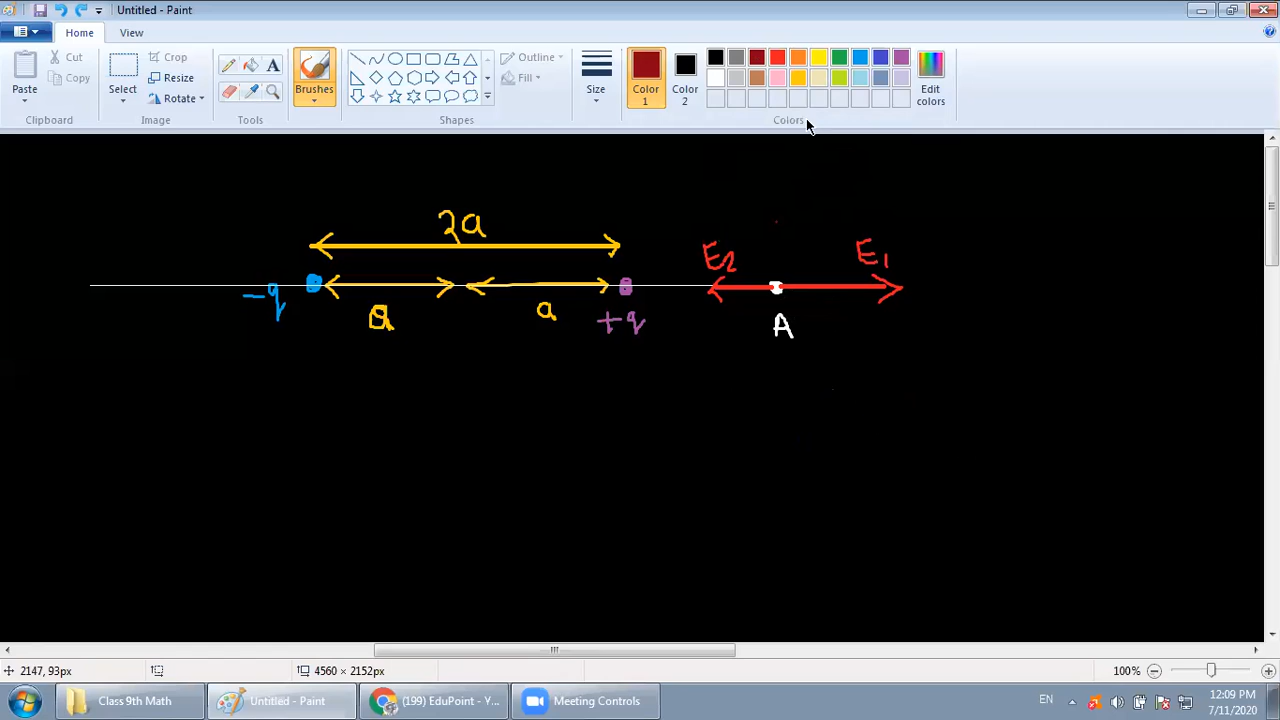 Untitled - Paint
Home View
Paste
Cut
Copy
Clipboard
Select
Crop
Resize
Rotate
Image
A
Tools
Brushes
Outline
Fill
Shapes
Size
Color 1
Color 2
Edit colors
Colors
2a
E2 E1
-q a a +q A
2147, 93px 4560 × 2152px 100%
Class 9th Math Untitled - Paint (199) EduPoint - Y... Meeting Controls EN 12:09 PM
7/11/2020